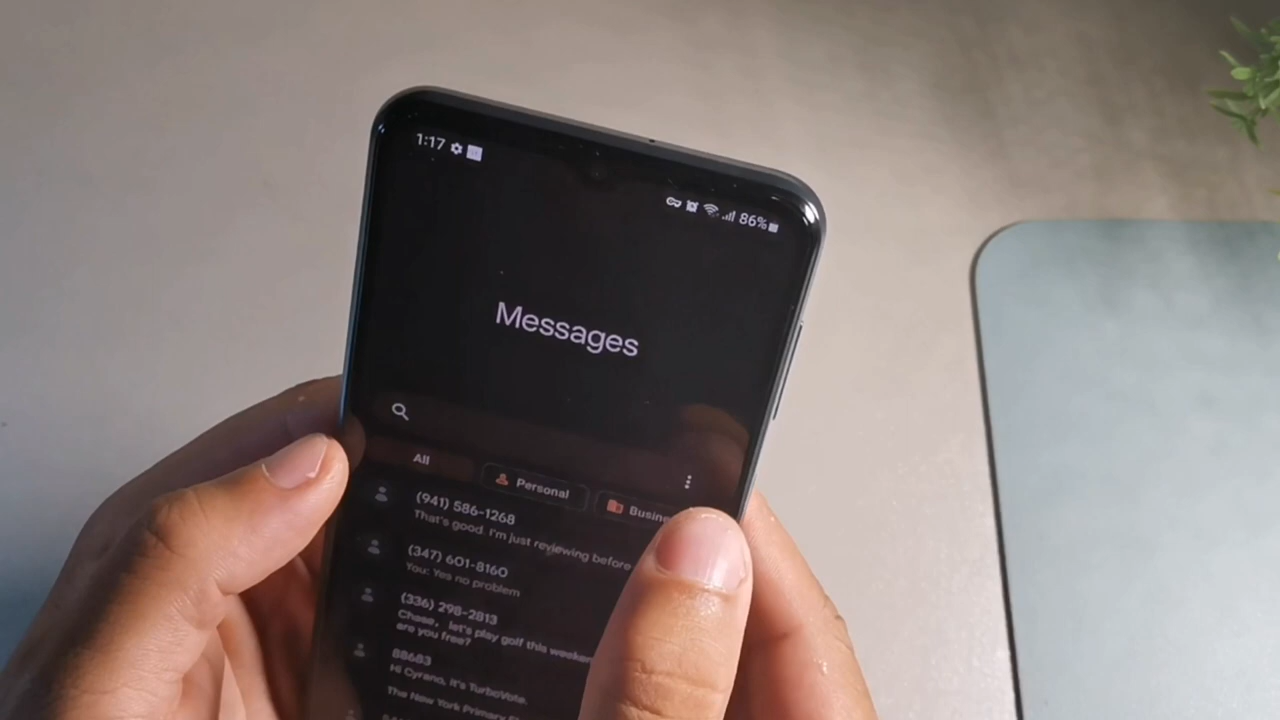 1:17
86%
Messages
All
Personal
Busine
(941) 586-1268
That's good. I'm just reviewing before
(347) 601-8160
You: Yes no problem
(336) 298-2813
Chase, let's play golf this weeken
are you free?
88683
Hi Cyrano, it's TurboVote.
The New York Primary